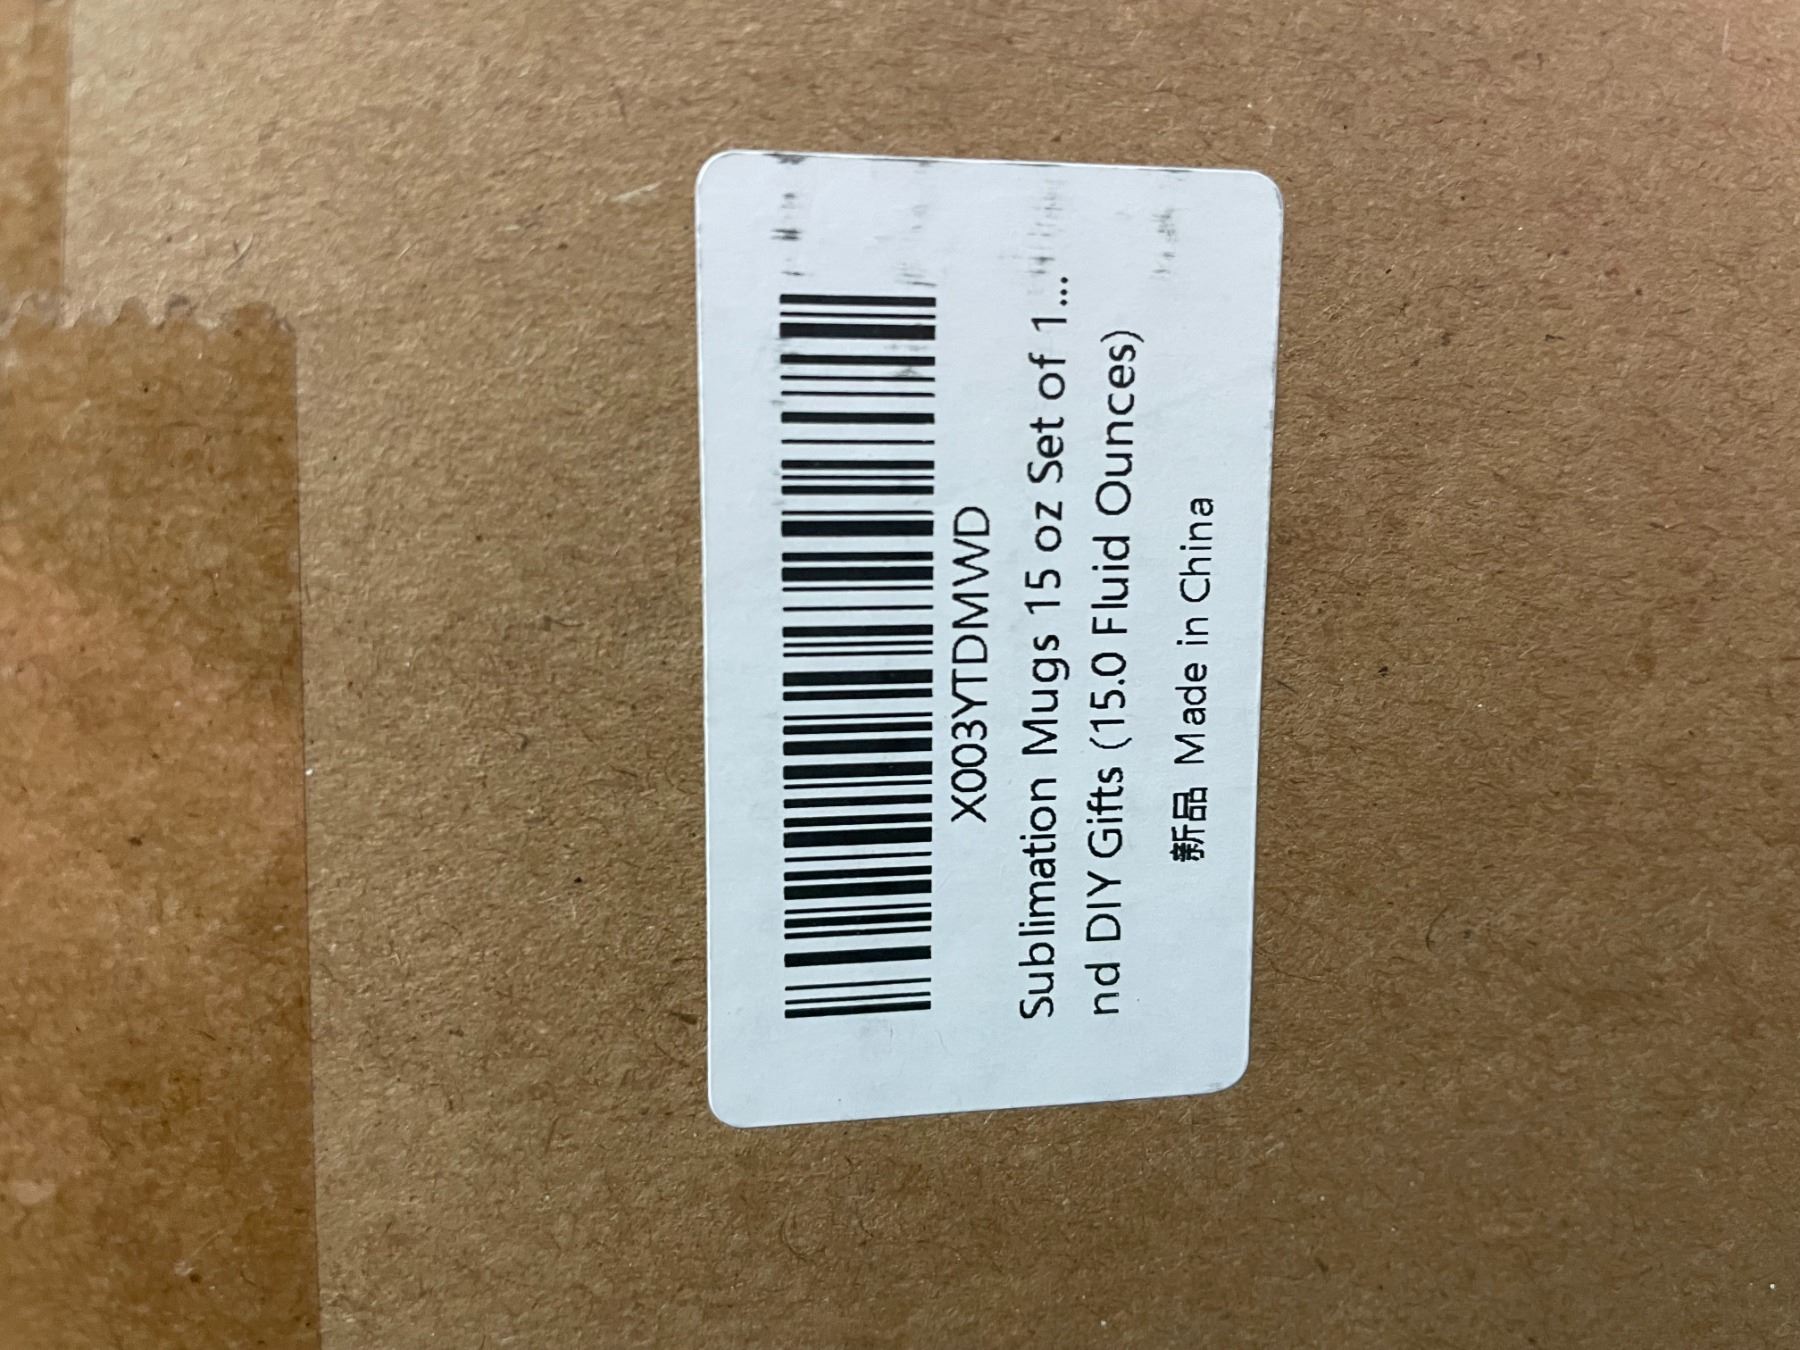 X003YTDMWD
Sublimation Mugs 15 oz Set of 1...
nd DIY Gifts (15.0 Fluid Ounces)
新品 Made in China